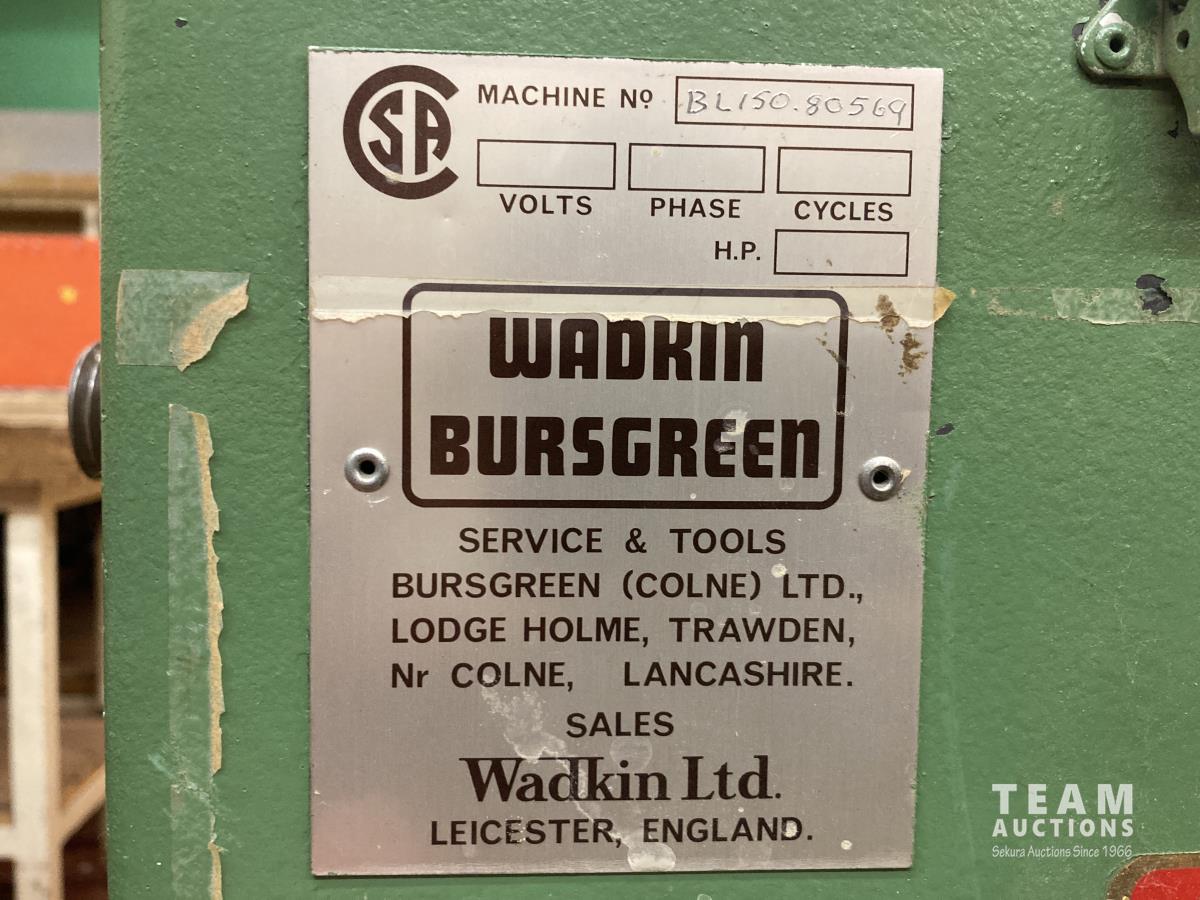 CSA
MACHINE Nº BL150.80569
VOLTS PHASE CYCLES
H.P.
WADKIN
BURSGREEN
SERVICE & TOOLS
BURSGREEN (COLNE) LTD.,
LODGE HOLME, TRAWDEN,
Nr COLNE, LANCASHIRE.
SALES
Wadkin Ltd.
LEICESTER, ENGLAND.
TEAM
AUCTIONS
Sekura Auctions Since 1966